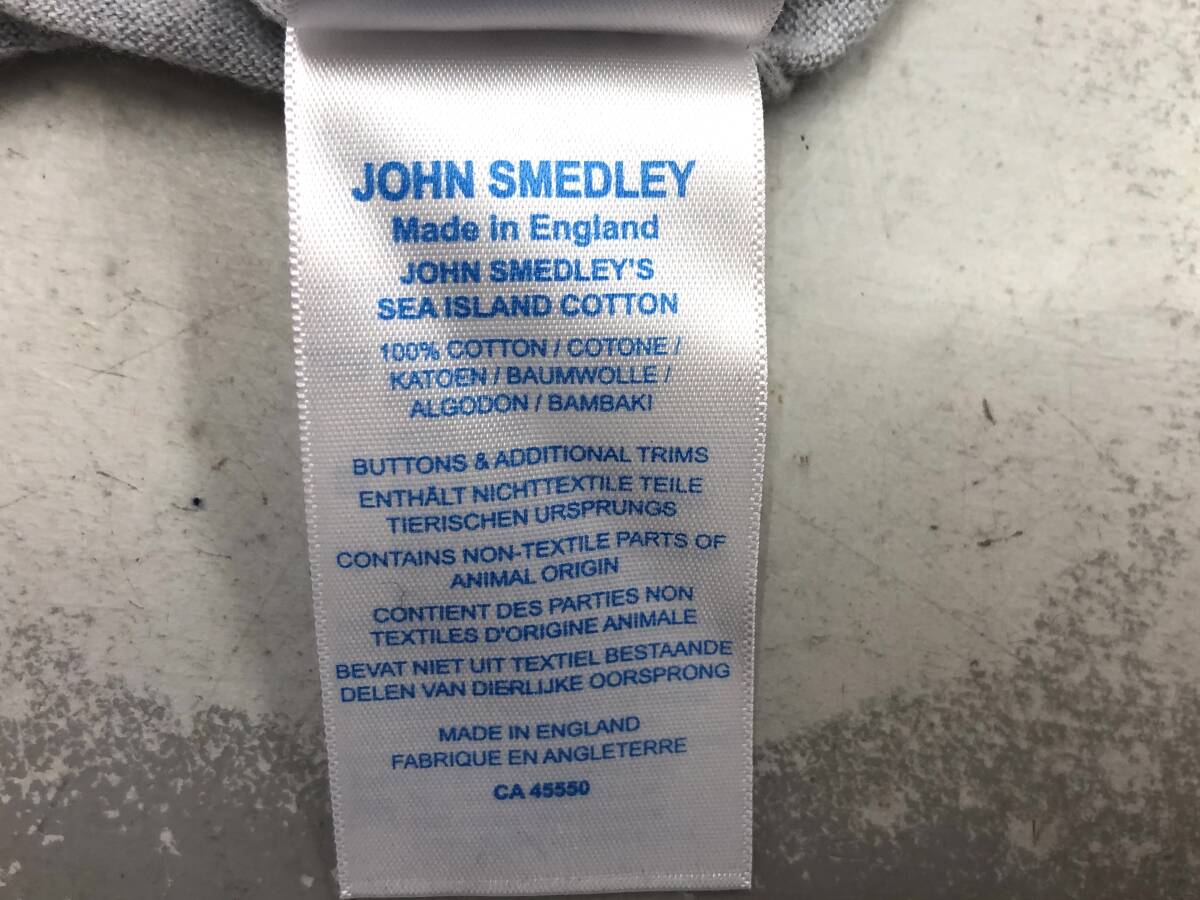 JOHN SMEDLEY
Made in England
JOHN SMEDLEY'S
SEA ISLAND COTTON
100% COTTON / COTONE /
KATOEN / BAUMWOLLE /
ALGODON / BAMBAKI
BUTTONS & ADDITIONAL TRIMS
ENTHÄLT NICHTTEXTILE TEILE
TIERISCHEN URSPRUNGS
CONTAINS NON-TEXTILE PARTS OF
ANIMAL ORIGIN
CONTIENT DES PARTIES NON
TEXTILES D'ORIGINE ANIMALE
BEVAT NIET UIT TEXTIEL BESTAANDE
DELEN VAN DIERLIJKE OORSPRONG
MADE IN ENGLAND
FABRIQUE EN ANGLETERRE
CA 45550